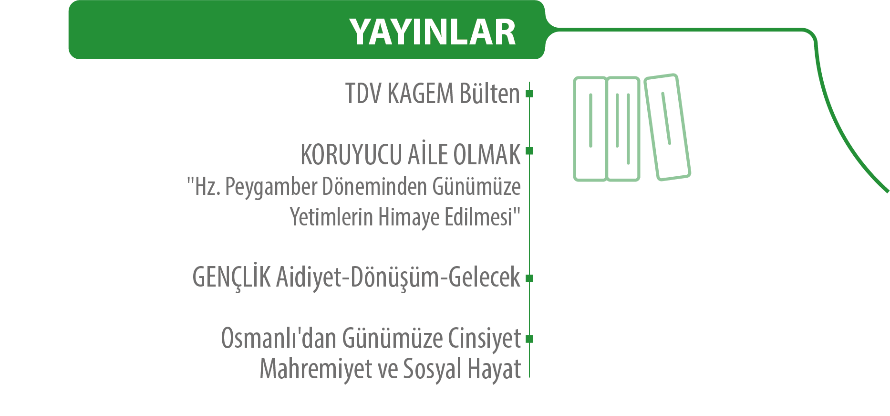 YAYINLAR
TDV KAGEM Bülten
KORUYUCU AİLE OLMAK
"Hz. Peygamber Döneminden Günümüze
Yetimlerin Himaye Edilmesi"
GENÇLİK Aidiyet-Dönüşüm-Gelecek
Osmanlı'dan Günümüze Cinsiyet
Mahremiyet ve Sosyal Hayat